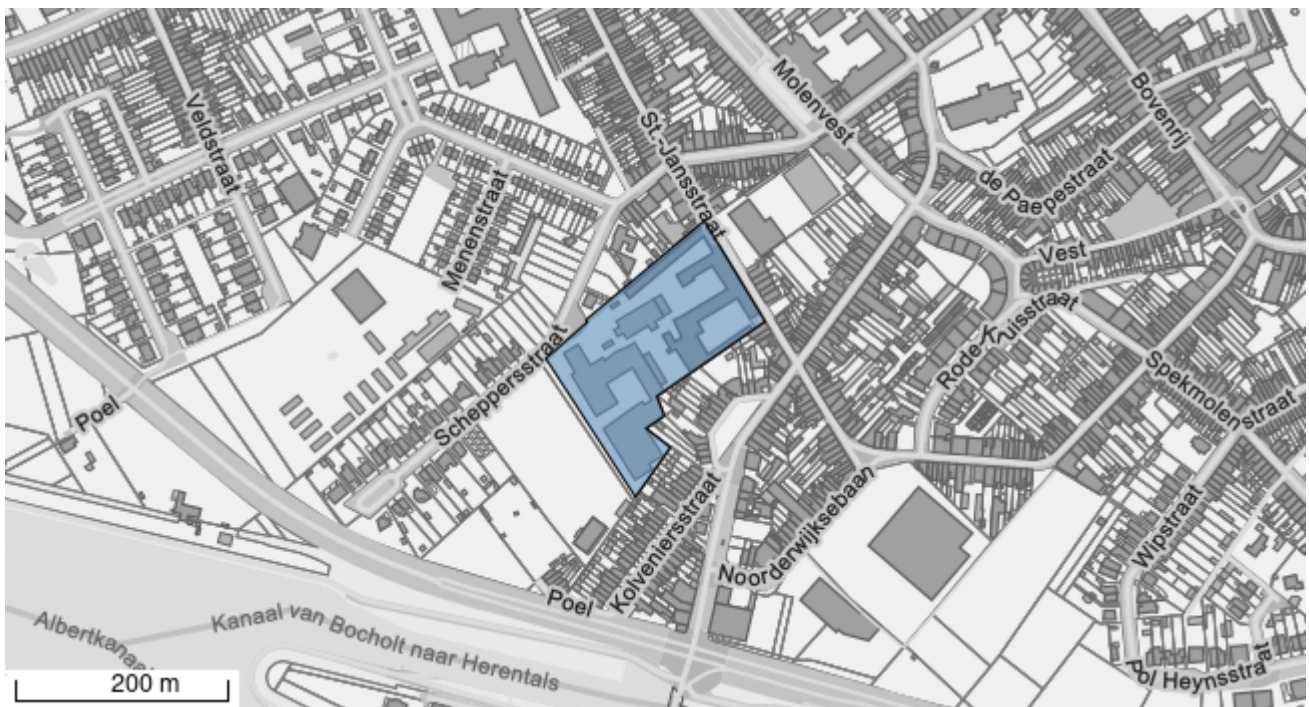 Veldstraat
Molenvest
St.-Jansstraat
Bovenrij
de Paepestraat
Menenstraat
Vest
Rode Kruisstraat
Scheppersstraat
Spekmolenstraat
Poel
Kolveniersstraat
Noorderwijksebaan
Wipstraat
Poel
Kanaal van Bocholt naar Herentals
Albertkanaal
Pol Heynsstraat
200 m